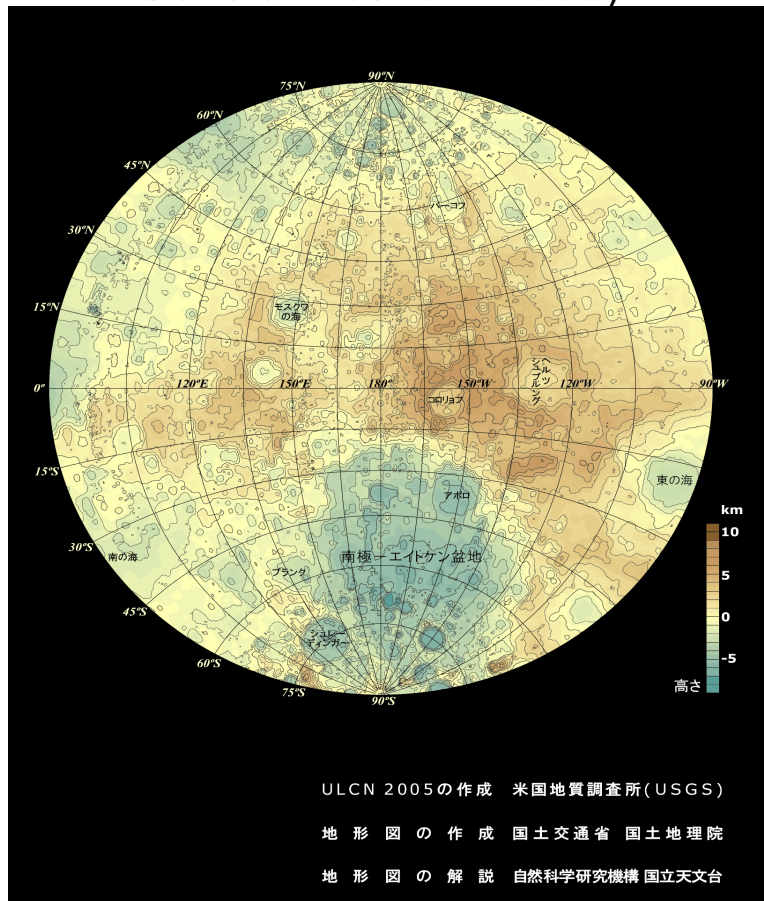 90°N
75°N
60°N
45°N
バーコフ
30°N
モスクワ
の海
15°N
ヘルツ
シュプルング
0° 120°E 150°E 180° 150°W 120°W 90°W
コロリョフ
15°S
東の海
アポロ
km
10
30°S
南の海
南極－エイトケン盆地
プランク
5
45°S
0
シュレー
ディンガー
60°S
-5
75°S
高さ
90°S
ULCN 2005の作成 米国地質調査所(USGS)
地形図の作成 国土交通省 国土地理院
地形図の解説 自然科学研究機構 国立天文台